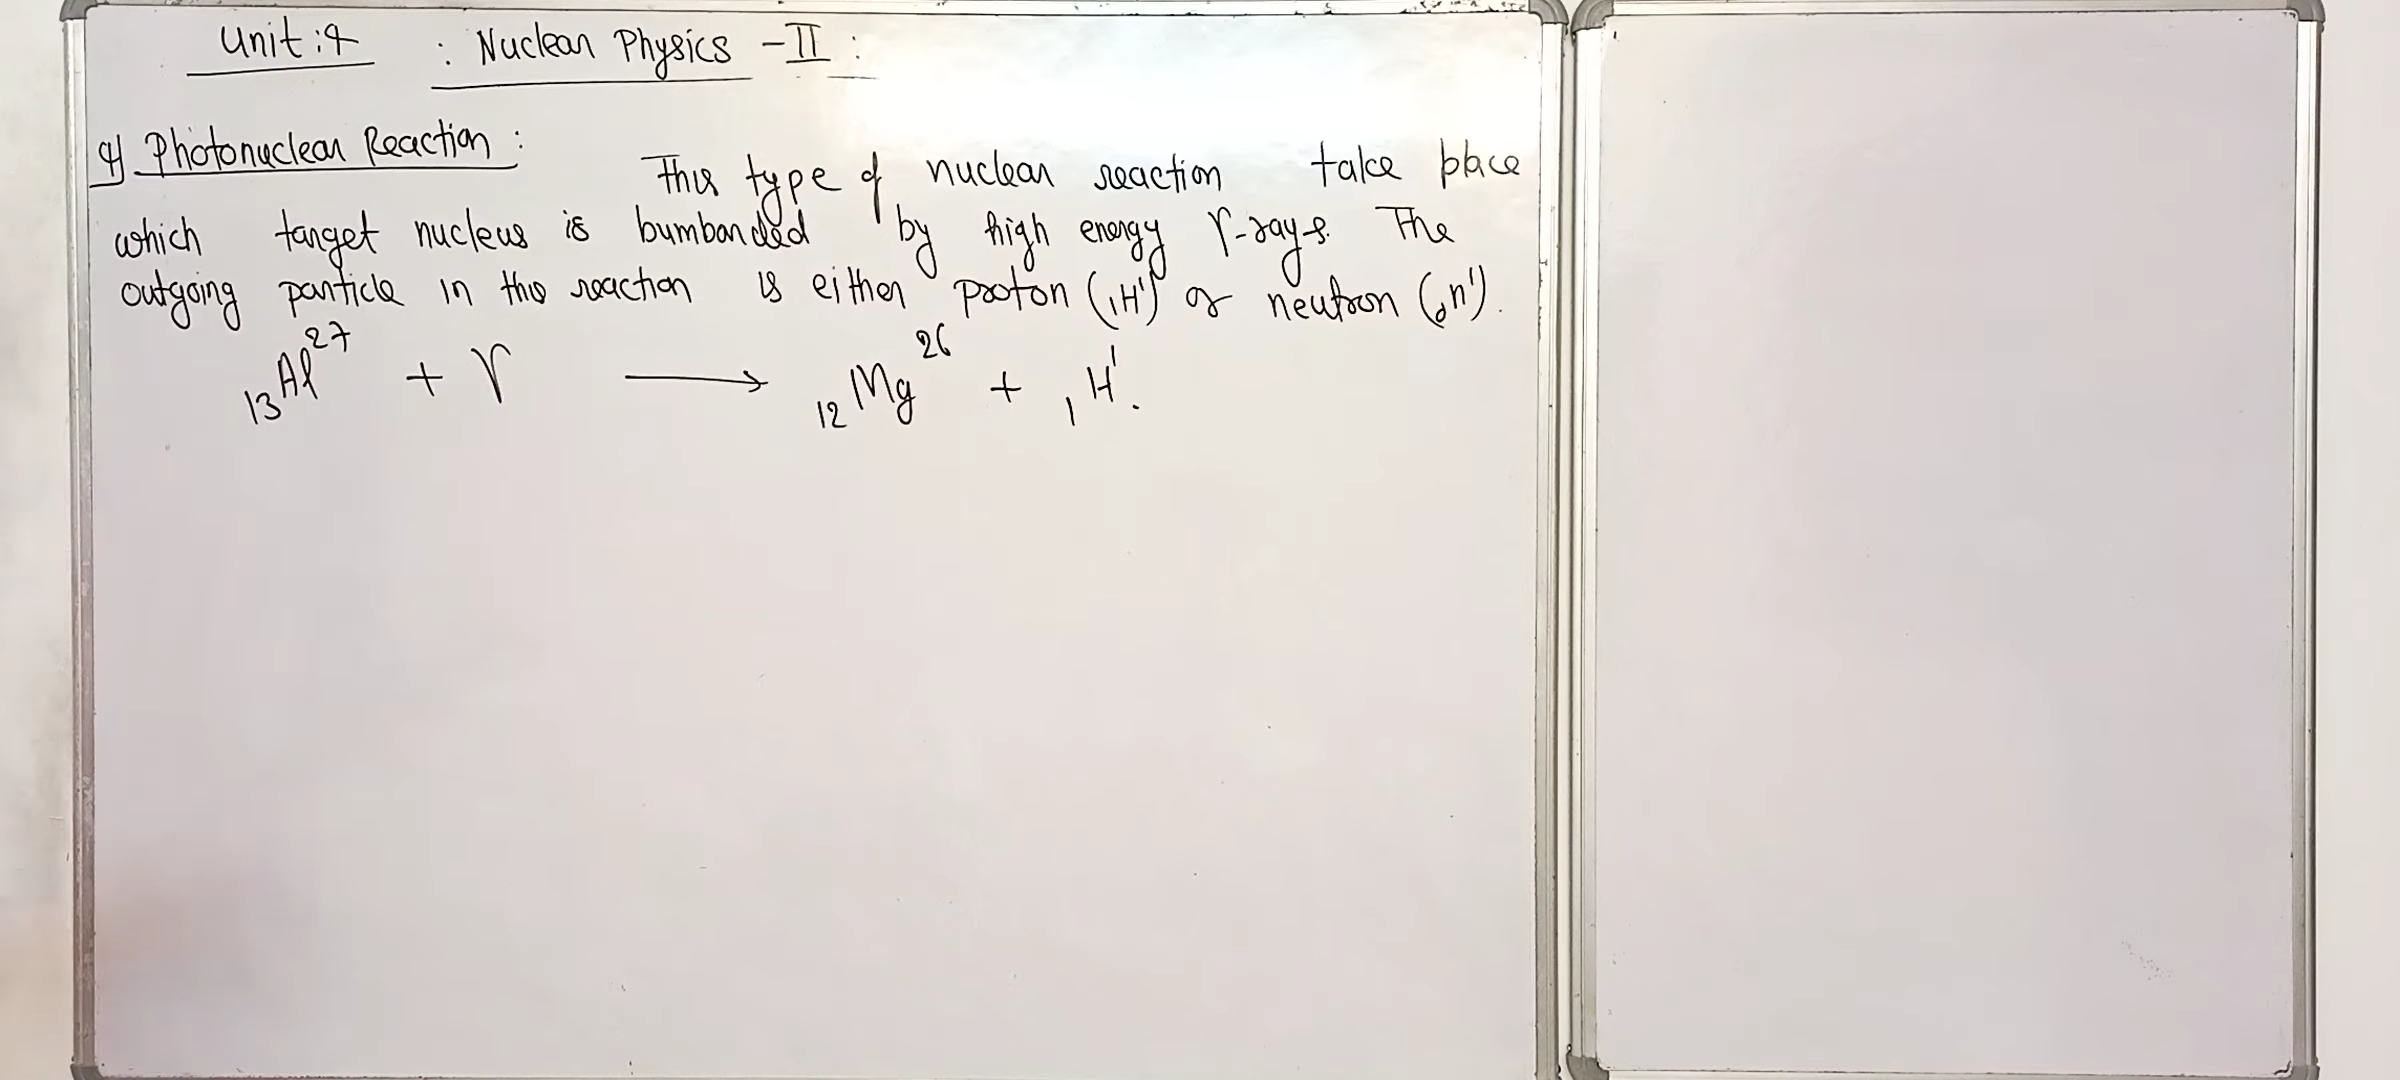 Unit : 4 : Nuclear Physics - II :
4) Photonuclear Reaction :
This type of nuclear reaction take place
which target nucleus is bumbarded by high energy γ-rays. The
outgoing particle in this reaction is either proton (₁H¹) or neutron (₀n¹).
₁₃Al²⁷ + γ ⟶ ₁₂Mg²⁶ + ₁H¹.